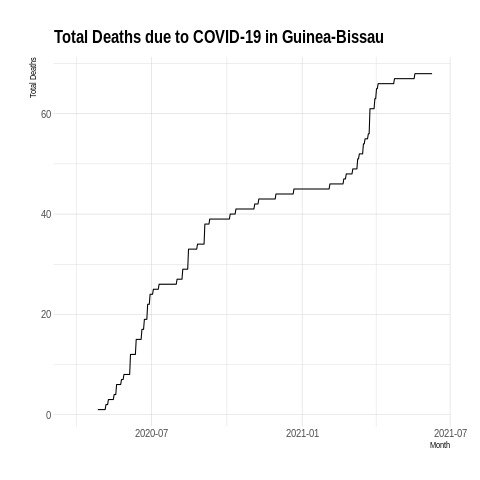 Total Deaths due to COVID-19 in Guinea-Bissau
Total Deaths
60
40
20
0
2020-07
2021-01
2021-07
Month